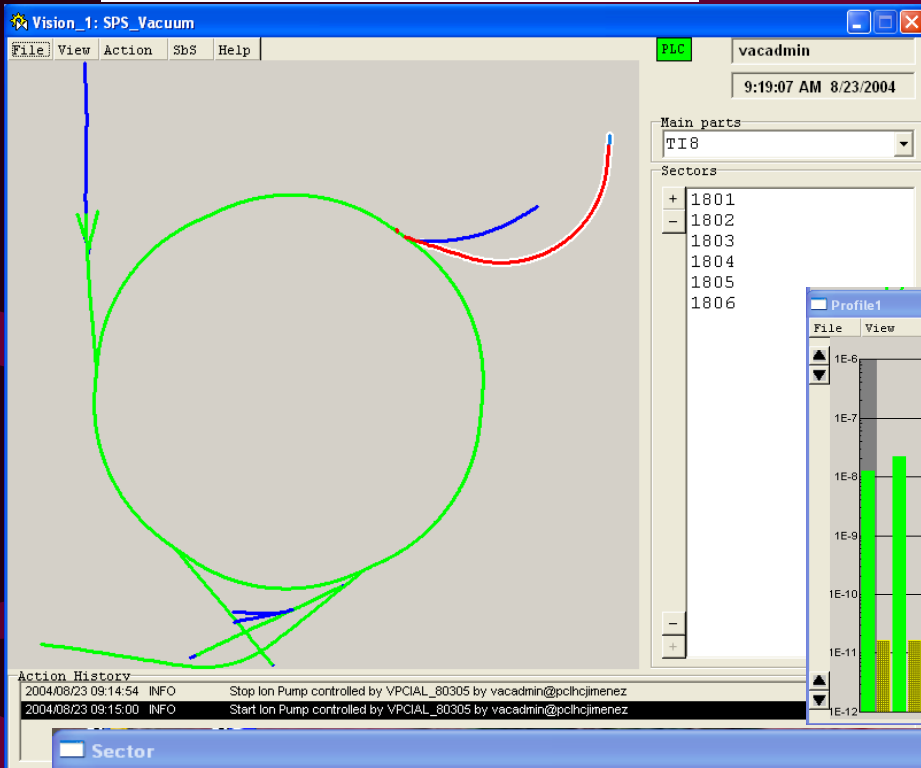 Vision_1: SPS_Vacuum
File View Action SbS Help
PLC
vacadmin
9:19:07 AM 8/23/2004
Main parts
TI8
Sectors
+
1801
-
1802
1803
1804
1805
1806
-
+
Profile1
File View
1E-6
1E-7
1E-8
1E-9
1E-10
1E-11
1E-12
Action History
2004/08/23 09:14:54 INFO Stop Ion Pump controlled by VPCIAL_80305 by vacadmin@pclhcjimenez
2004/08/23 09:15:00 INFO Start Ion Pump controlled by VPCIAL_80305 by vacadmin@pclhcjimenez
Sector